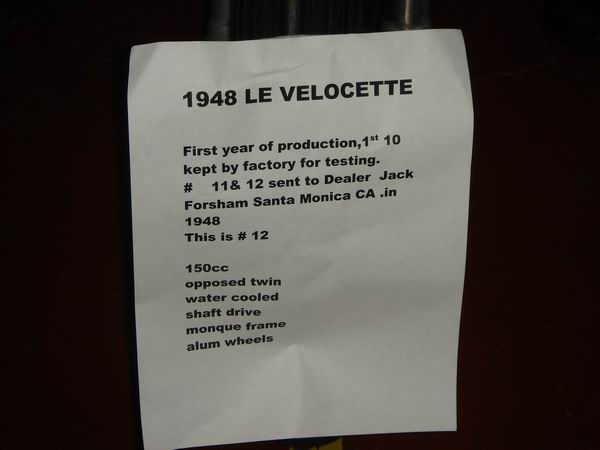 1948 LE VELOCETTE
First year of production,1st 10
kept by factory for testing.
# 11& 12 sent to Dealer Jack
Forsham Santa Monica CA .in
1948
This is # 12
150cc
opposed twin
water cooled
shaft drive
monque frame
alum wheels